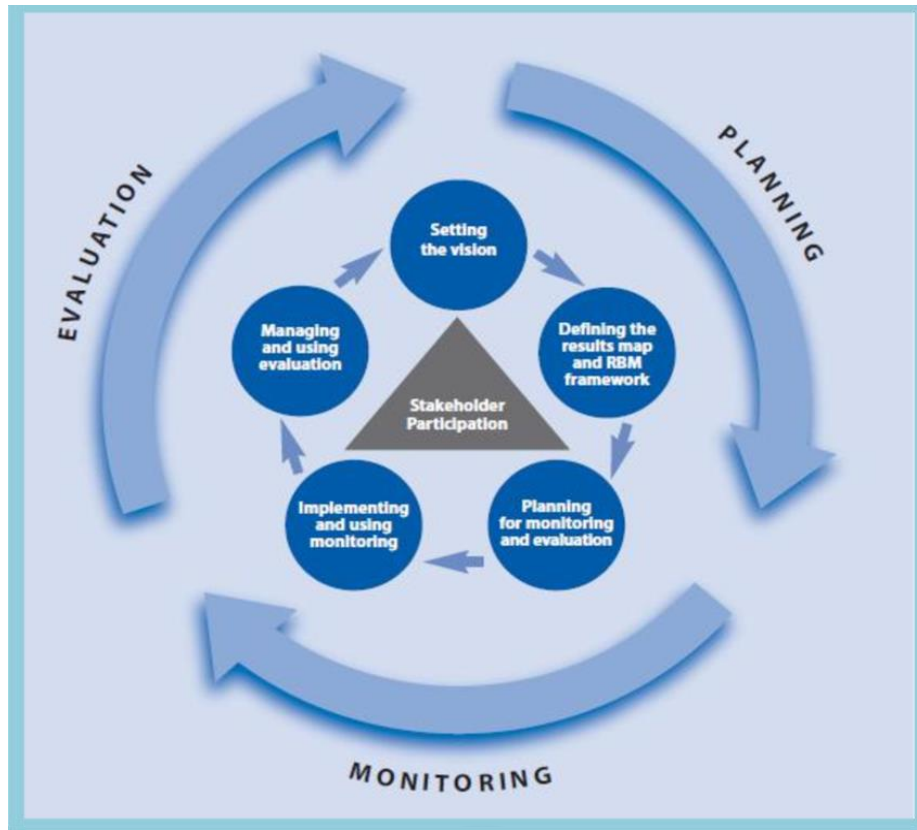 PLANNING
EVALUATION
Setting
the vision
Managing
and using
evaluation
Defining the
results map
and RBM
framework
Stakeholder
Participation
Implementing
and using
monitoring
Planning
for monitoring
and evaluation
MONITORING